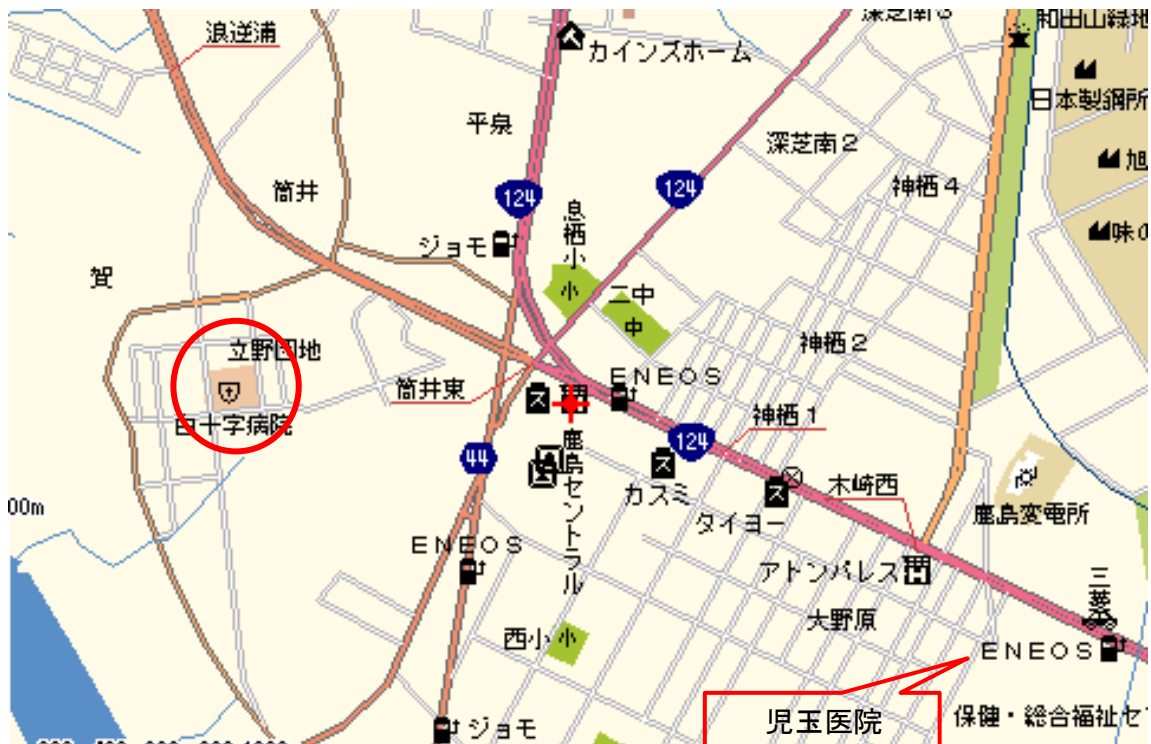 浪逆浦
カインズホーム
深芝南3
和田山緑地
日本製鋼所
平泉
深芝南2
旭
124
124
神栖4
筒井
息栖小
ジョモ
味の
賀
小
二中
中
立野団地
神栖2
ENEOS
筒井東
白十字病院
神栖1
鹿島セントラル
44
124
カスミ
木崎西
タイヨー
鹿島変電所
00m
ENEOS
アトンパレス
三菱
大野原
西小
小
ENEOS
児玉医院
保健・総合福祉セ
ジョモ